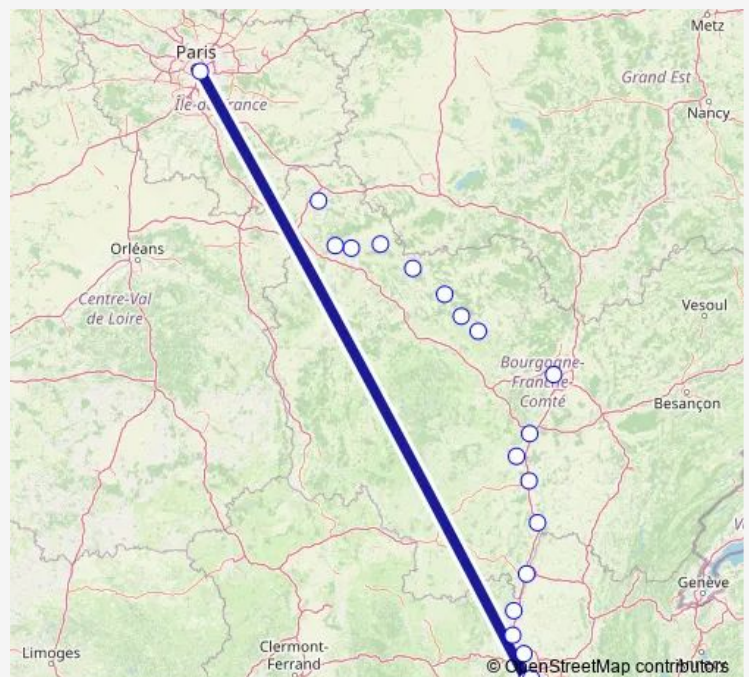 Paris
Metz
Île-de-France
Grand Est
Nancy
Orléans
Centre-Val
de Loire
Vesoul
Bourgogne-
Franche-
Comté
Besançon
Genève
Limoges
Clermont-
Ferrand
© OpenStreetMap contributors